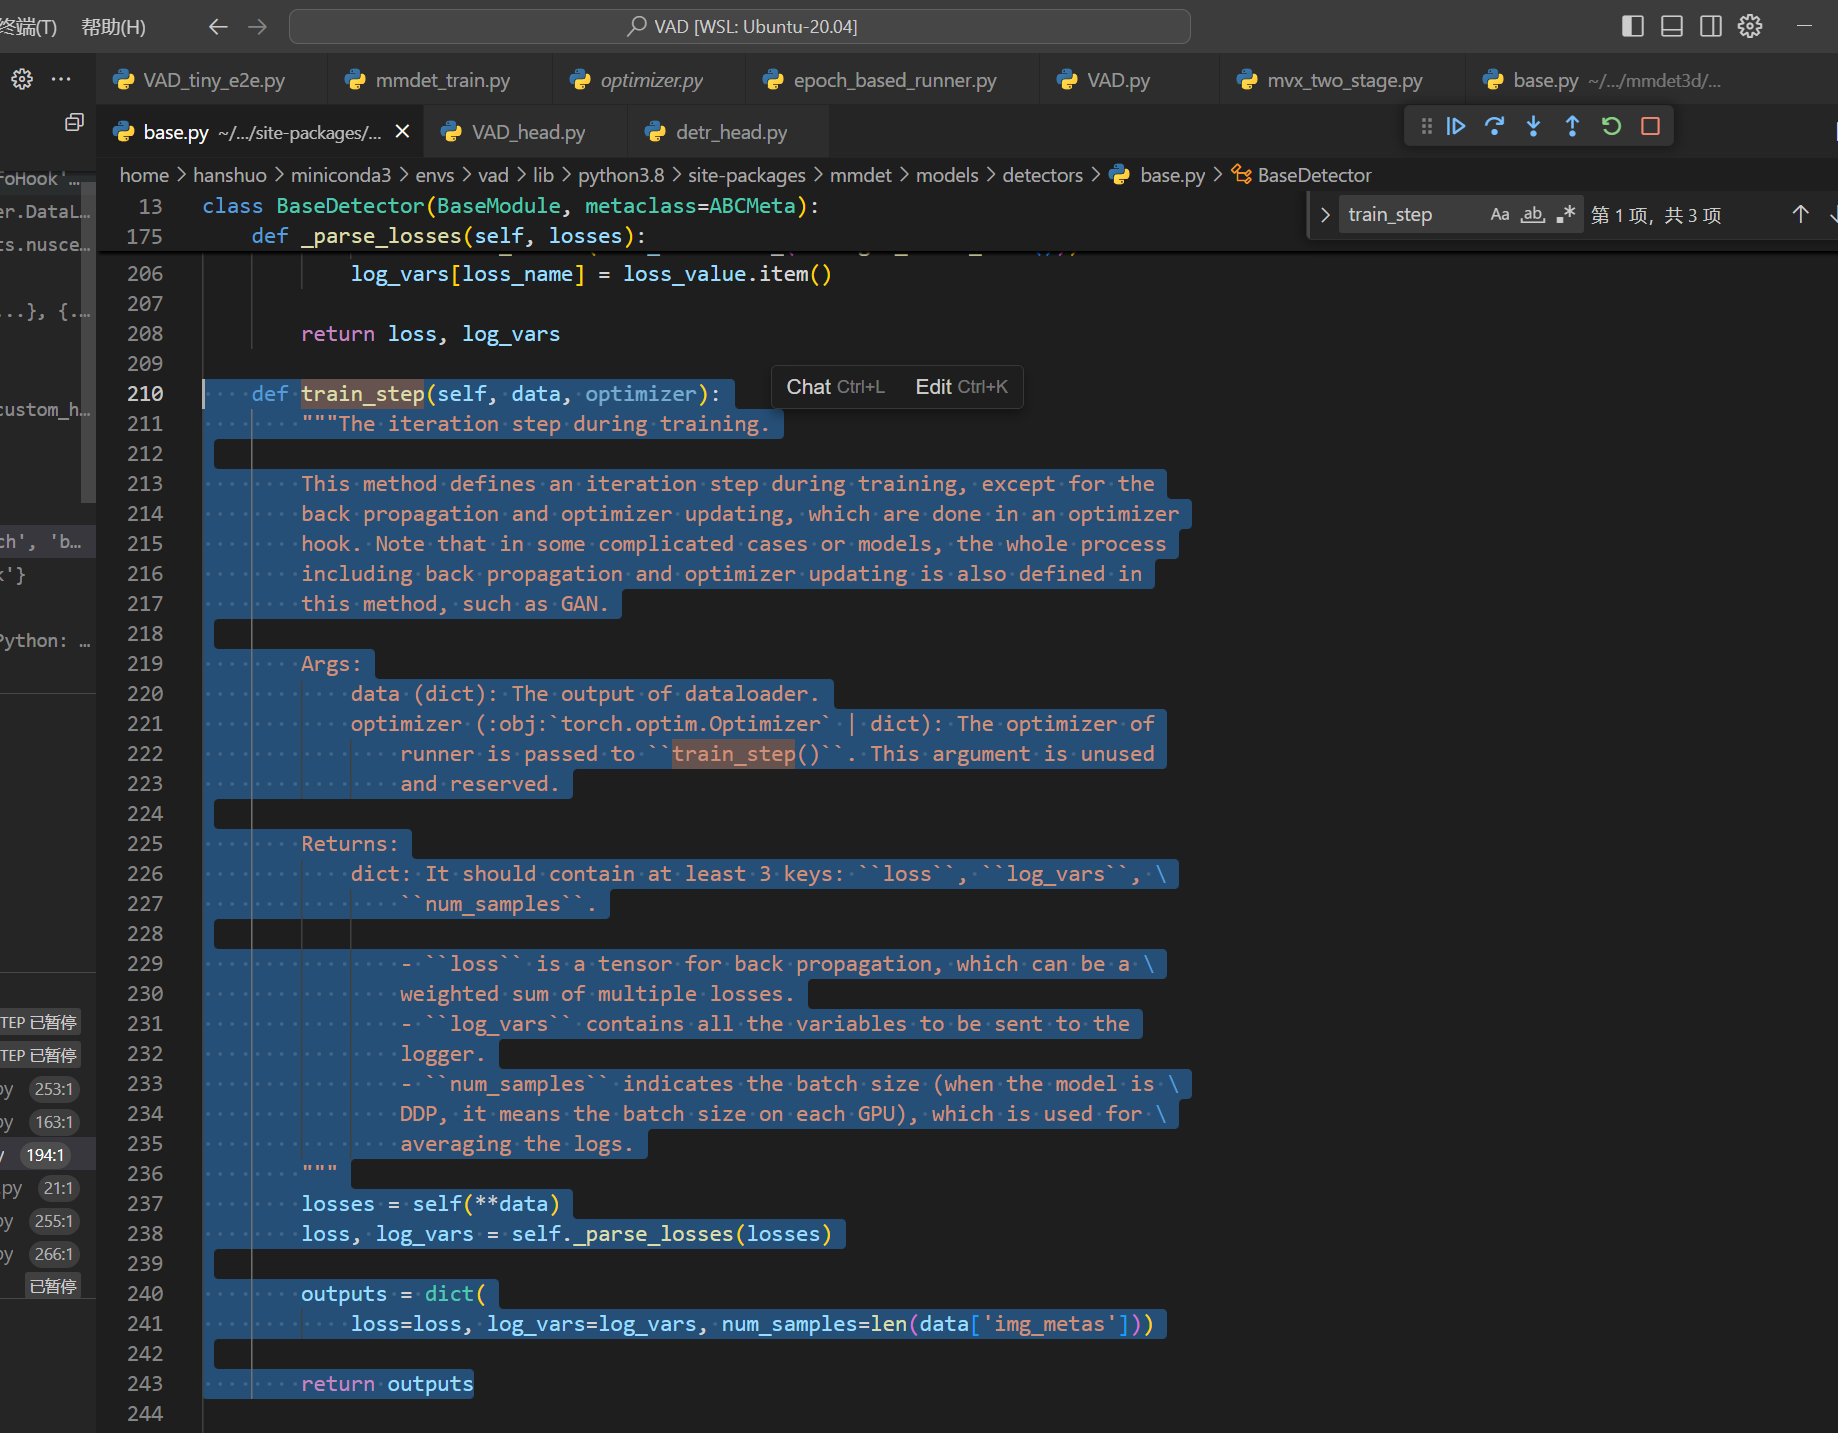 终端(T) 帮助(H) VAD [WSL: Ubuntu-20.04]
VAD_tiny_e2e.py mmdet_train.py optimizer.py epoch_based_runner.py VAD.py mvx_two_stage.py base.py ~/.../mmdet3d/...
base.py ~/.../site-packages/... VAD_head.py detr_head.py
home > hanshuo > miniconda3 > envs > vad > lib > python3.8 > site-packages > mmdet > models > detectors > base.py > BaseDetector
train_step Aa ab 第 1 项，共 3 项
13 class BaseDetector(BaseModule, metaclass=ABCMeta):
175 def _parse_losses(self, losses):
206 log_vars[loss_name] = loss_value.item()
207
208 return loss, log_vars
209
210 def train_step(self, data, optimizer):
Chat Ctrl+L Edit Ctrl+K
211 """The iteration step during training.
212
213 This method defines an iteration step during training, except for the
214 back propagation and optimizer updating, which are done in an optimizer
215 hook. Note that in some complicated cases or models, the whole process
216 including back propagation and optimizer updating is also defined in
217 this method, such as GAN.
218
219 Args:
220 data (dict): The output of dataloader.
221 optimizer (:obj:`torch.optim.Optimizer` | dict): The optimizer of
222 runner is passed to ``train_step()``. This argument is unused
223 and reserved.
224
225 Returns:
226 dict: It should contain at least 3 keys: ``loss``, ``log_vars``, \
227 ``num_samples``.
228
229 - ``loss`` is a tensor for back propagation, which can be a \
230 weighted sum of multiple losses.
231 - ``log_vars`` contains all the variables to be sent to the
232 logger.
233 - ``num_samples`` indicates the batch size (when the model is \
234 DDP, it means the batch size on each GPU), which is used for \
235 averaging the logs.
236 """
237 losses = self(**data)
238 loss, log_vars = self._parse_losses(losses)
239
240 outputs = dict(
241 loss=loss, log_vars=log_vars, num_samples=len(data['img_metas']))
242
243 return outputs
244
foHook'...
er.DataL...
ts.nusce...
...}, {...
custom_h...
ch', 'b...
k'}
Python: ...
TEP 已暂停
TEP 已暂停
py 253:1
py 163:1
y 194:1
.py 21:1
py 255:1
py 266:1
已暂停